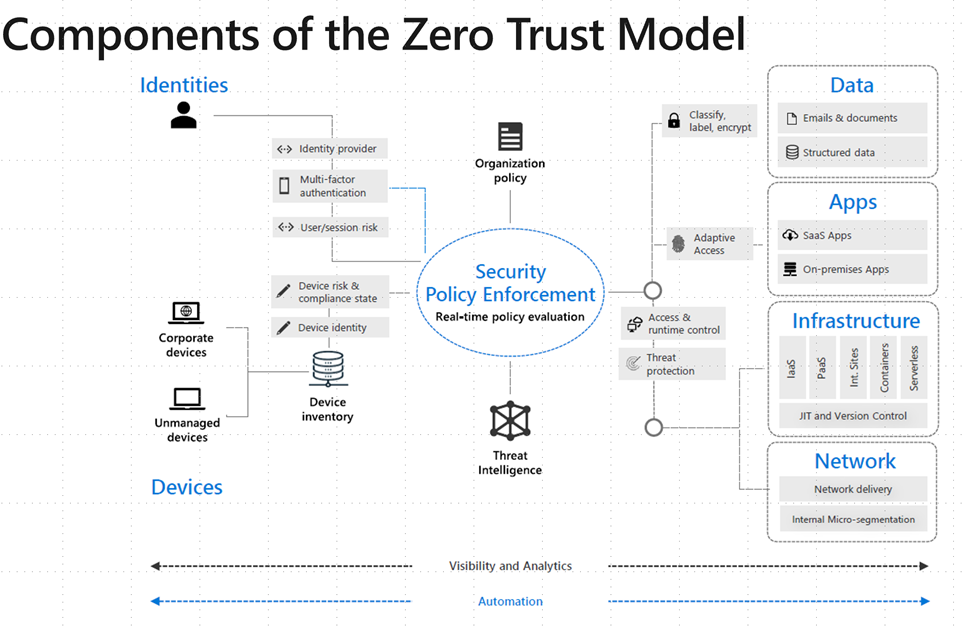 Components of the Zero Trust Model
Identities
Identity provider
Multi-factor
authentication
User/session risk
Device risk &
compliance state
Device identity
Corporate
devices
Unmanaged
devices
Device
inventory
Devices
Organization
policy
Security
Policy Enforcement
Real-time policy evaluation
Threat
Intelligence
Classify,
label, encrypt
Adaptive
Access
Access &
runtime control
Threat
protection
Data
Emails & documents
Structured data
Apps
SaaS Apps
On-premises Apps
Infrastructure
IaaS
PaaS
Int. Sites
Containers
Serverless
JIT and Version Control
Network
Network delivery
Internal Micro-segmentation
Visibility and Analytics
Automation